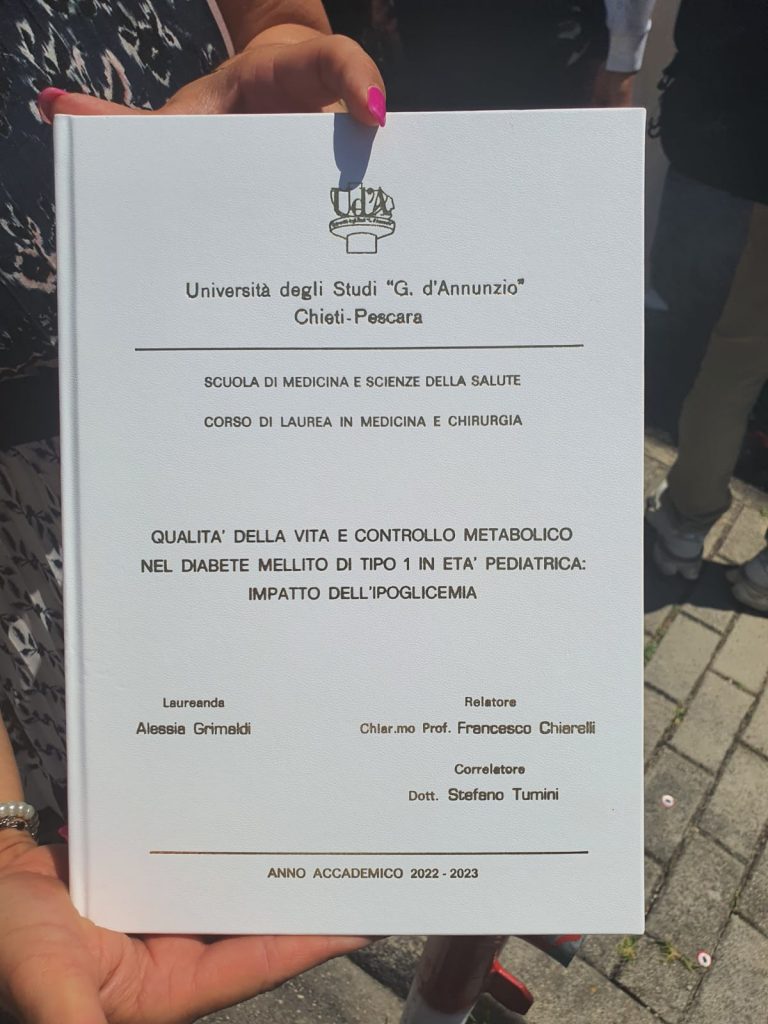 Ud'A
Università degli Studi "G. d'Annunzio"
Chieti-Pescara
SCUOLA DI MEDICINA E SCIENZE DELLA SALUTE
CORSO DI LAUREA IN MEDICINA E CHIRURGIA
QUALITA' DELLA VITA E CONTROLLO METABOLICO
NEL DIABETE MELLITO DI TIPO 1 IN ETA' PEDIATRICA:
IMPATTO DELL'IPOGLICEMIA
Laureanda
Alessia Grimaldi
Relatore
Chiar.mo Prof. Francesco Chiarelli
Correlatore
Dott. Stefano Tumini
ANNO ACCADEMICO 2022 - 2023